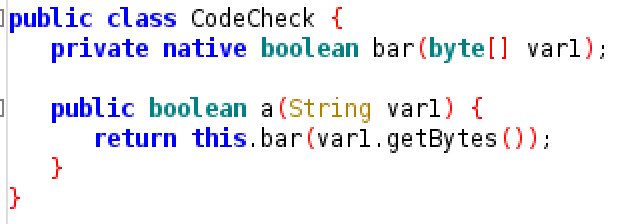 public class CodeCheck {
   private native boolean bar(byte[] var1);

   public boolean a(String var1) {
      return this.bar(var1.getBytes());
   }
}